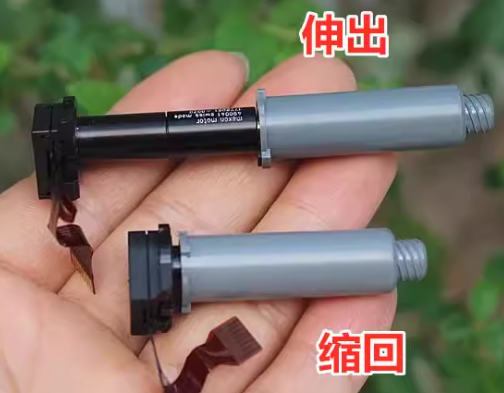 伸出
maxon motor
swiss made
缩回